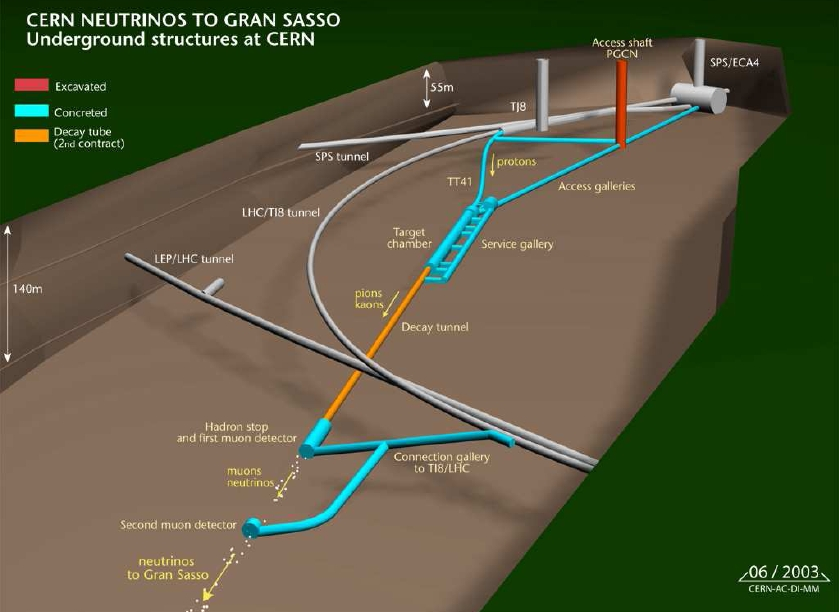 CERN NEUTRINOS TO GRAN SASSO
Underground structures at CERN
Excavated
Concreted
Decay tube
(2nd contract)
55m
140m
Access shaft
PGCN
SPS/ECA4
TJ8
SPS tunnel
protons
TT41
Access galleries
LHC/TI8 tunnel
Target
chamber
Service gallery
LEP/LHC tunnel
pions
kaons
Decay tunnel
Hadron stop
and first muon detector
Connection gallery
to TI8/LHC
muons
neutrinos
Second muon detector
neutrinos
to Gran Sasso
06 / 2003
CERN-AC-DI-MM